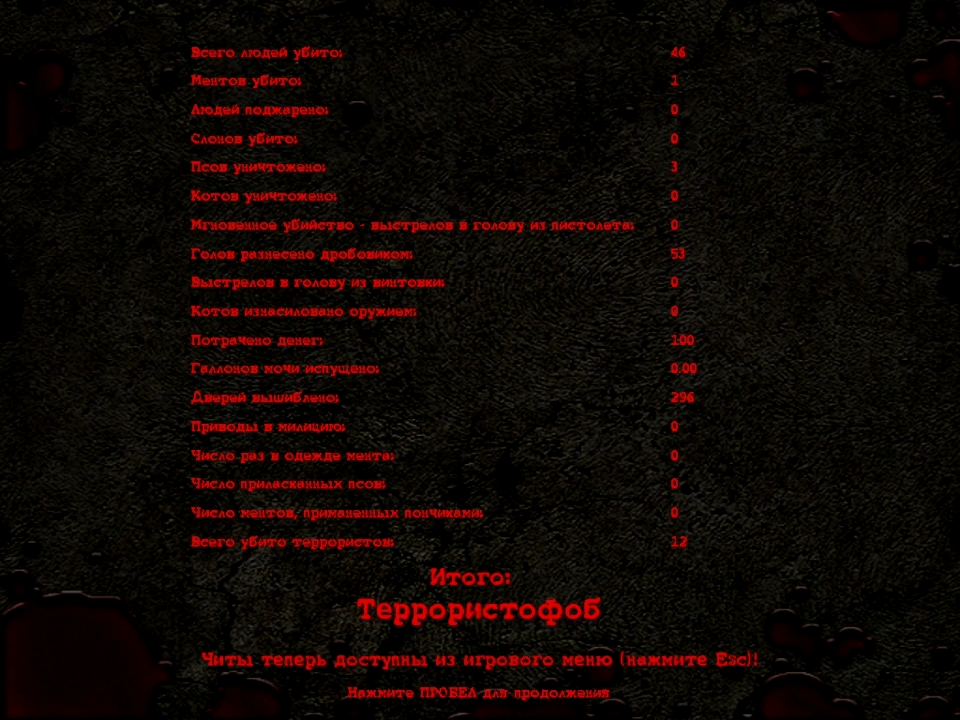 Всего людей убито: 46
Ментов убито: 1
Людей поджарено: 0
Слонов убито: 0
Псов уничтожено: 3
Котов уничтожено: 0
Мгновенное убийство - выстрелов в голову из пистолета: 0
Голов разнесено дробовиком: 53
Выстрелов в голову из винтовки: 0
Котов изнасиловано оружием: 0
Потрачено денег: 100
Галлонов мочи испущено: 0.00
Дверей вышиблено: 296
Приводы в милицию: 0
Число раз в одежде мента: 0
Число приласканных псов: 0
Число ментов, приманенных пончиками: 0
Всего убито террористов: 12
Итого:
Террористофоб
Читы теперь доступны из игрового меню (нажмите Esc)!
Нажмите ПРОБЕЛ для продолжения